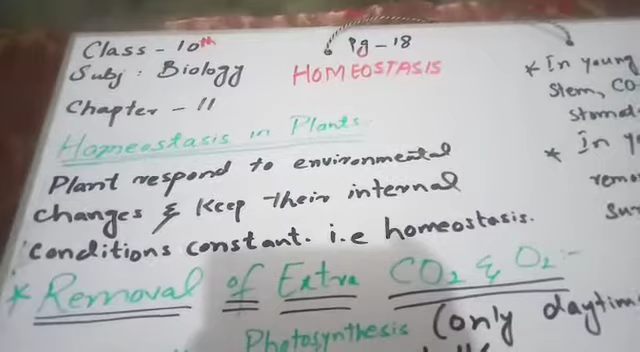 Class - 10th
Pg - 18
Subj : Biology
HOMEOSTASIS
Chapter - 11
Homeostasis in Plants
Plant respond to environmental
changes & Keep their internal
conditions constant. i.e homeostasis.
* Removal of Extra CO2 & O2 :-
Photosynthesis (only
* In young
Stem, CO
* In